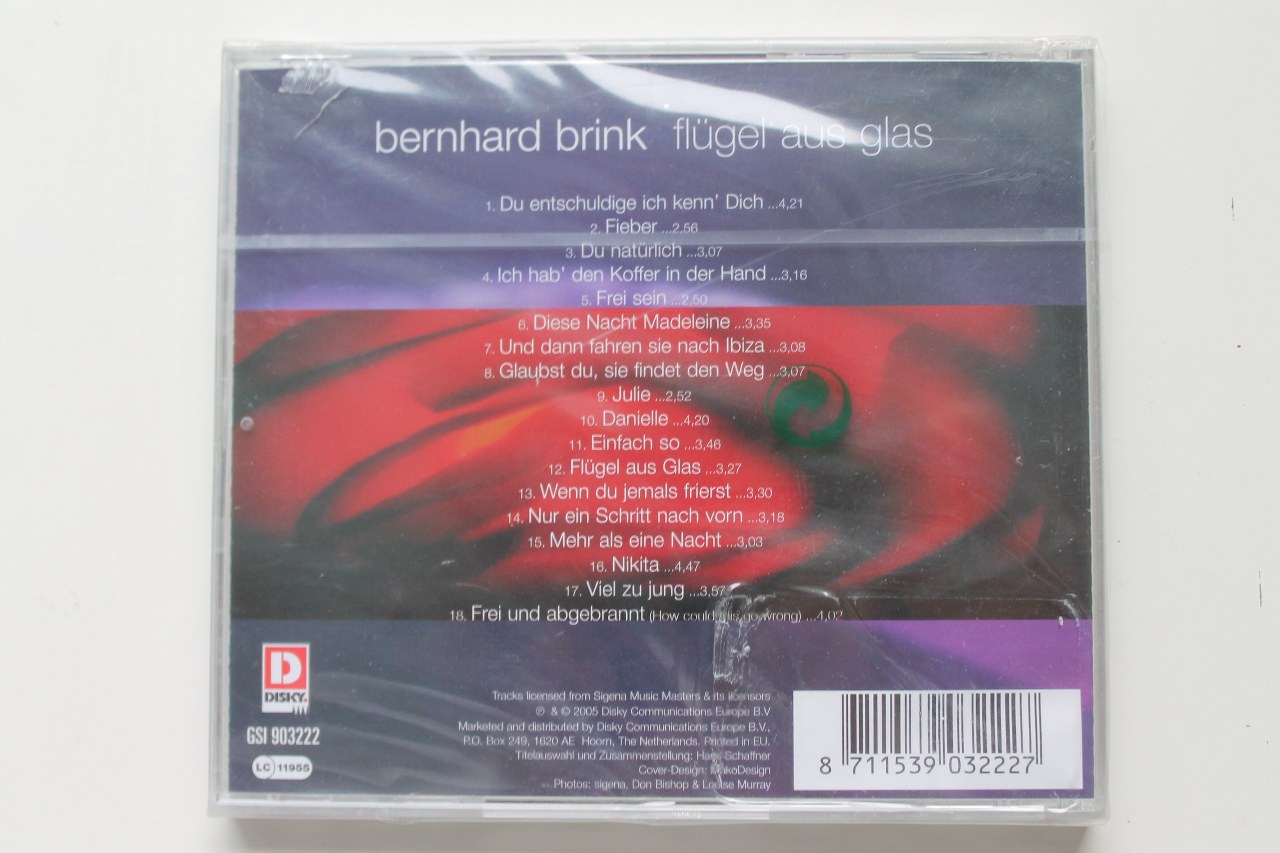 bernhard brink flügel aus glas
1. Du entschuldige ich kenn' Dich ...4,21
2. Fieber ...2,56
3. Du natürlich ...3,07
4. Ich hab' den Koffer in der Hand ...3,16
5. Frei sein ...2,50
6. Diese Nacht Madeleine ...3,35
7. Und dann fahren sie nach Ibiza ...3,08
8. Glaubst du, sie findet den Weg ...3,07
9. Julie ...2,52
10. Danielle ...4,20
11. Einfach so ...3,46
12. Flügel aus Glas ...3,27
13. Wenn du jemals frierst ...3,30
14. Nur ein Schritt nach vorn ...3,18
15. Mehr als eine Nacht ...3,03
16. Nikita ...4,47
17. Viel zu jung ...3,57
18. Frei und abgebrannt (How could this go wrong) ...4,02
DISKY
GSI 903222
LC 11955
Tracks licensed from Sigena Music Masters & its licensors
℗ & © 2005 Disky Communications Europe B.V
Marketed and distributed by Disky Communications Europe B.V.,
P.O. Box 249, 1620 AE Hoorn, The Netherlands. Printed in EU.
Titelauswahl und Zusammenstellung: Hans Schaffner
Cover-Design: MakoDesign
Photos: sigena, Don Bishop & Louise Murray
8 711539 032227